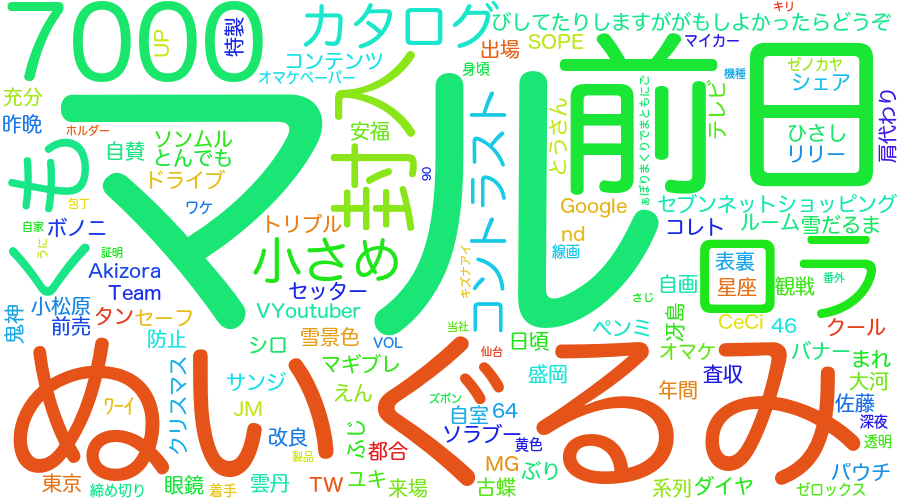 7000
UP
特製
カタログ
びしてたりしますががもしよかったらどうぞ
キリ
コンテンツ
オマケペーパー
出場
SOPE
マイカー
ゼノカヤ
シェア
身頃
機種
充分
昨晩
ホルダー
マルイ
前
日
封入
安福
とうさん
あぼりまくりでまともにご
テレビ
ひさし
リリー
肩代わり
くも
自賛
ソンムル
とんでも
ドライブ
ワケ
90
コントラスト
Google
nd
線画
セブンネットショッピング
コレト
ルーム
雪だるま
包丁
自家
ボノニ
うに
証明
トリプル
小さめ
Akizora
Team
セッター
キズナアイ
表裏
星座
ロ
ラ
自画
観戦
番外
鬼神
小松原
前売
タン
セーフ
VYoutuber
さじ
冴島
CeCi
46
クール
防止
シロ
雪景色
VOL
当社
仙台
日頃
ペンミ
オマケ
バナー
まれ
大河
ぬいぐるみ
ワーイ
クリスマス
サンジ
マギブレ
えん
ズボン
盛岡
年間
査収
佐藤
JM
改良
ふじ
自室
64
ソラブー
黄色
深夜
透明
都合
製品
東京
締め切り
眼鏡
着手
雲丹
TW
ユキ
来場
MG
古蝶
ぶり
系列
ダイヤ
パウチ
ゼロックス